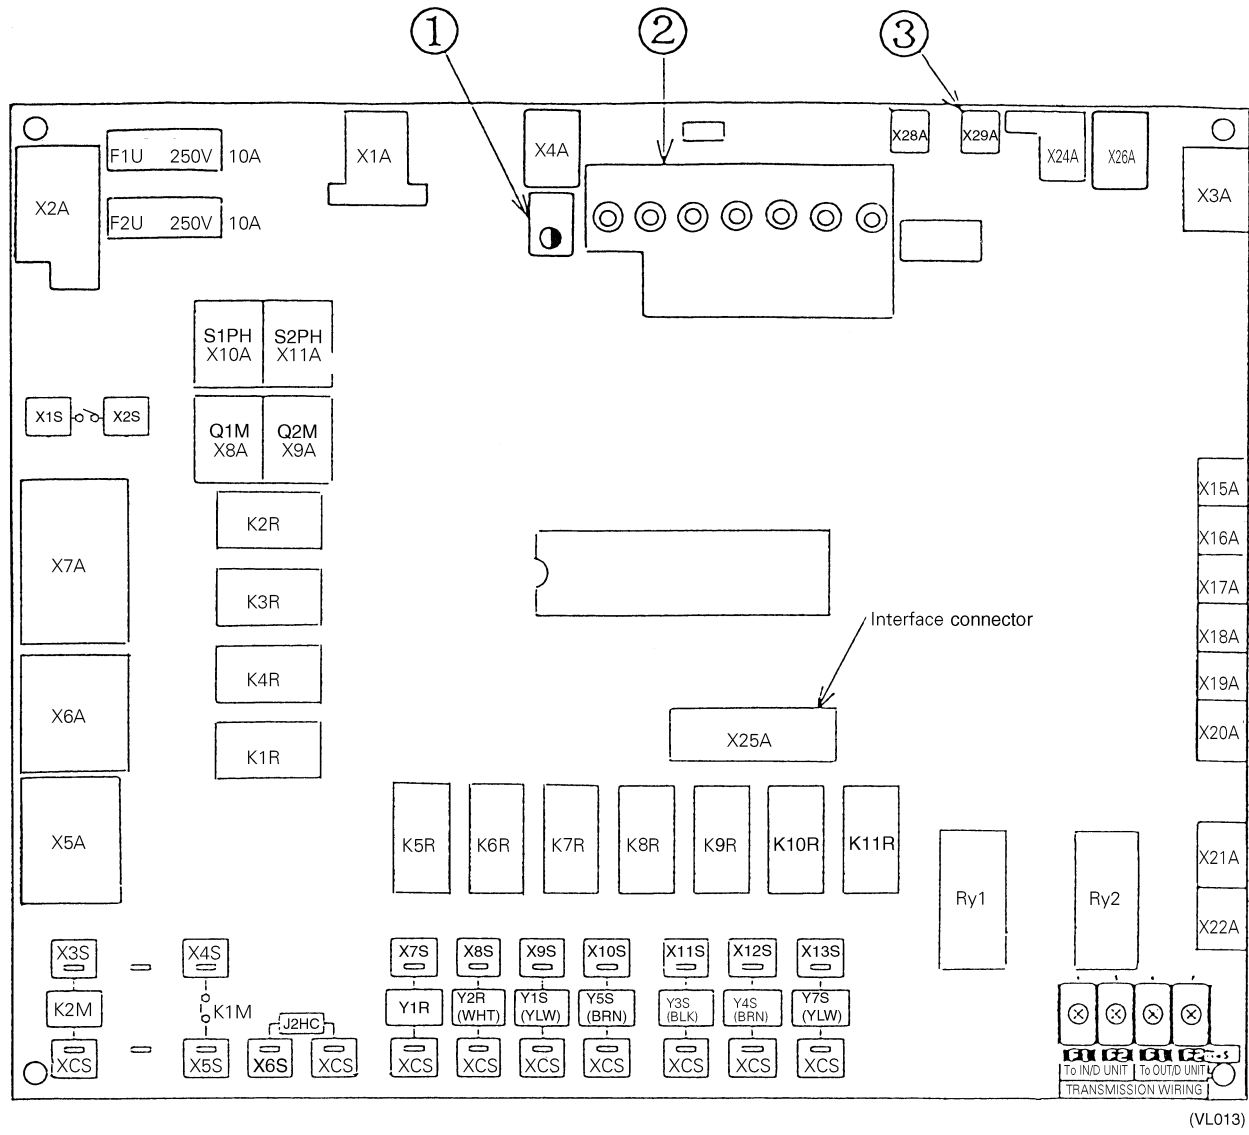 ① ② ③
F1U 250V 10A
X2A
F2U 250V 10A
X1A
X4A
X28A
X29A
X24A
X26A
X3A
S1PH
X10A
S2PH
X11A
X1S
X2S
Q1M
X8A
Q2M
X9A
K2R
X7A
K3R
K4R
X6A
K1R
X5A
Interface connector
X25A
X15A
X16A
X17A
X18A
X19A
X20A
X21A
X22A
K5R
K6R
K7R
K8R
K9R
K10R
K11R
Ry1
Ry2
X3S
X4S
X7S
X8S
X9S
X10S
X11S
X12S
X13S
K2M
K1M
J2HC
Y1R
Y2R
(WHT)
Y1S
(YLW)
Y5S
(BRN)
Y3S
(BLK)
Y4S
(BRN)
Y7S
(YLW)
XCS
X5S
X6S
XCS
XCS
XCS
XCS
XCS
XCS
XCS
XCS
F1 F2 F1 F2
To IN/D UNIT To OUT/D UNIT
TRANSMISSION WIRING
(VL013)